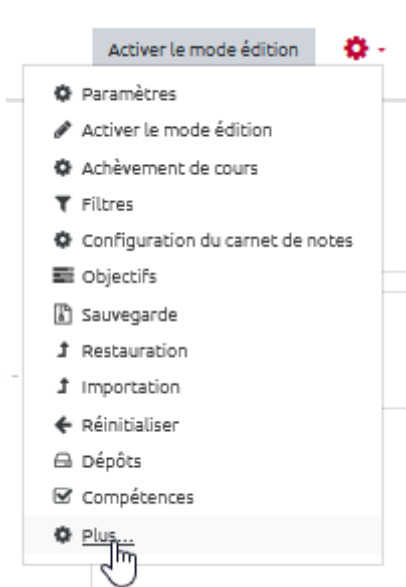 Activer le mode édition
Paramètres
Activer le mode édition
Achèvement de cours
Filtres
Configuration du carnet de notes
Objectifs
Sauvegarde
Restauration
Importation
Réinitialiser
Dépôts
Compétences
Plus...